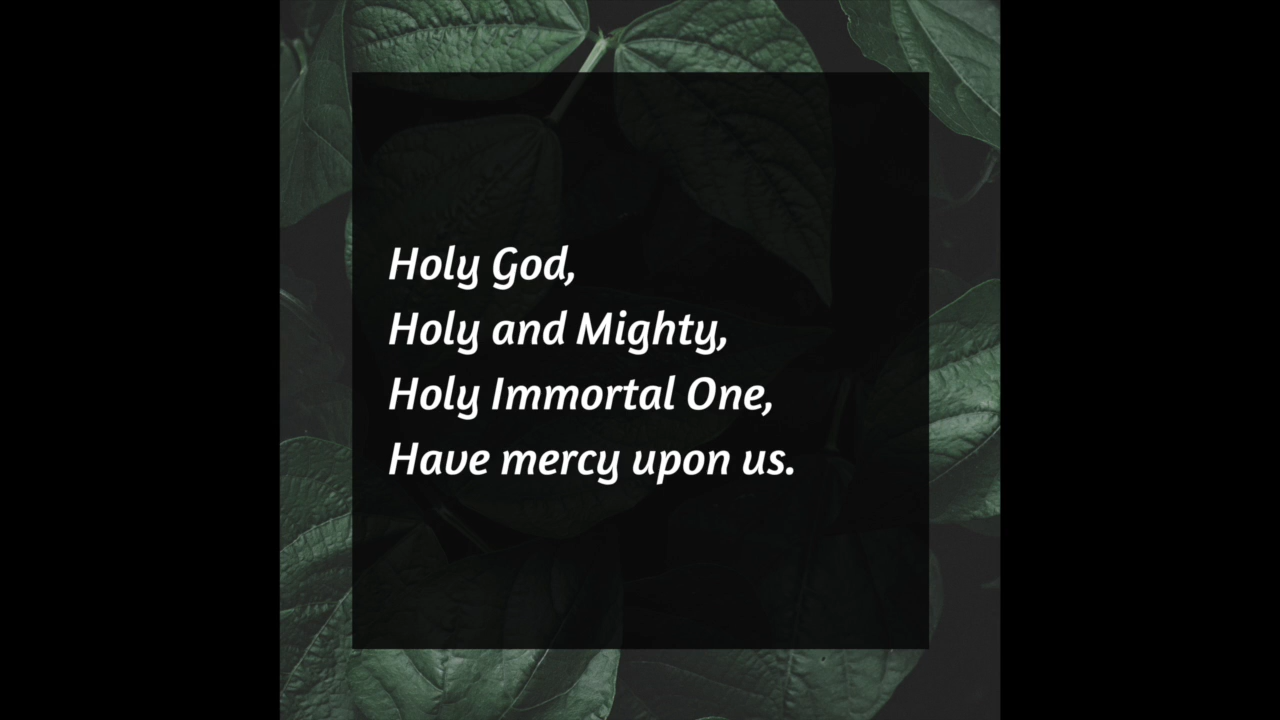 Holy God,
Holy and Mighty,
Holy Immortal One,
Have mercy upon us.